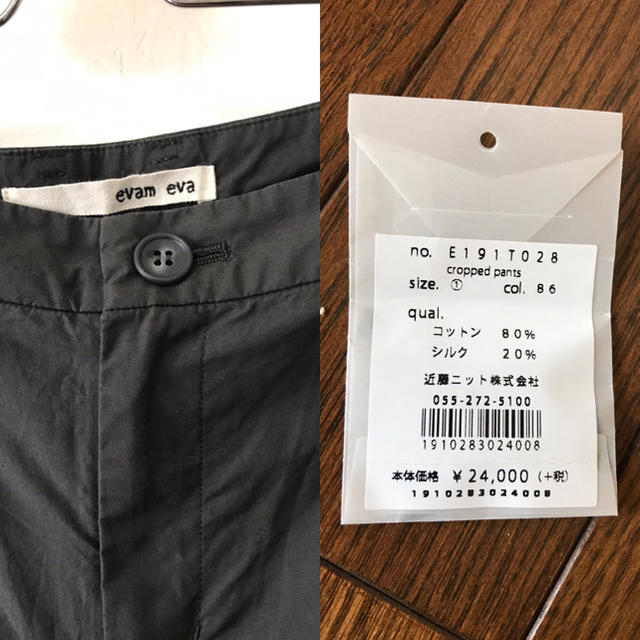 evam eva
no. E191T028
cropped pants
size. ① col. 86
qual.
コットン 80%
シルク 20%
近藤ニット株式会社
055-272-5100
1910283024008
本体価格 ¥24,000 (+税)
1910283024008